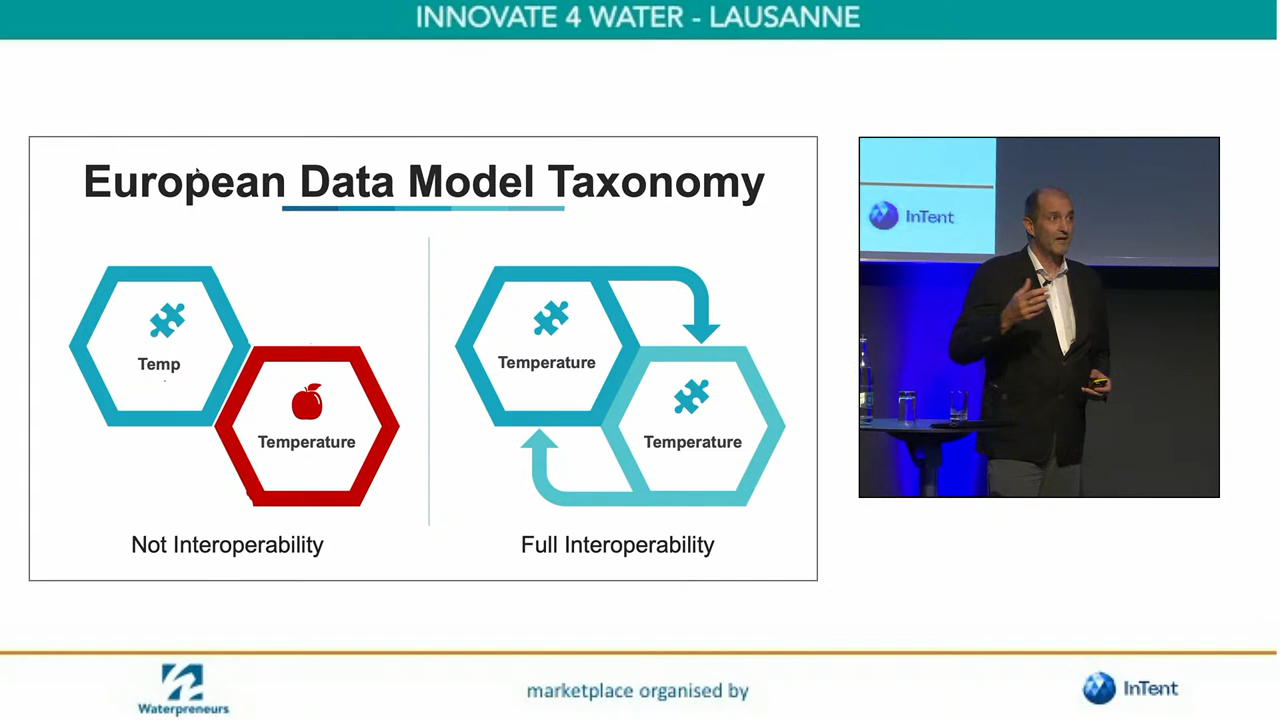 INNOVATE 4 WATER - LAUSANNE
European Data Model Taxonomy
Temp
Temperature
Not Interoperability
Temperature
Temperature
Full Interoperability
InTent
Waterpreneurs
marketplace organised by
InTent